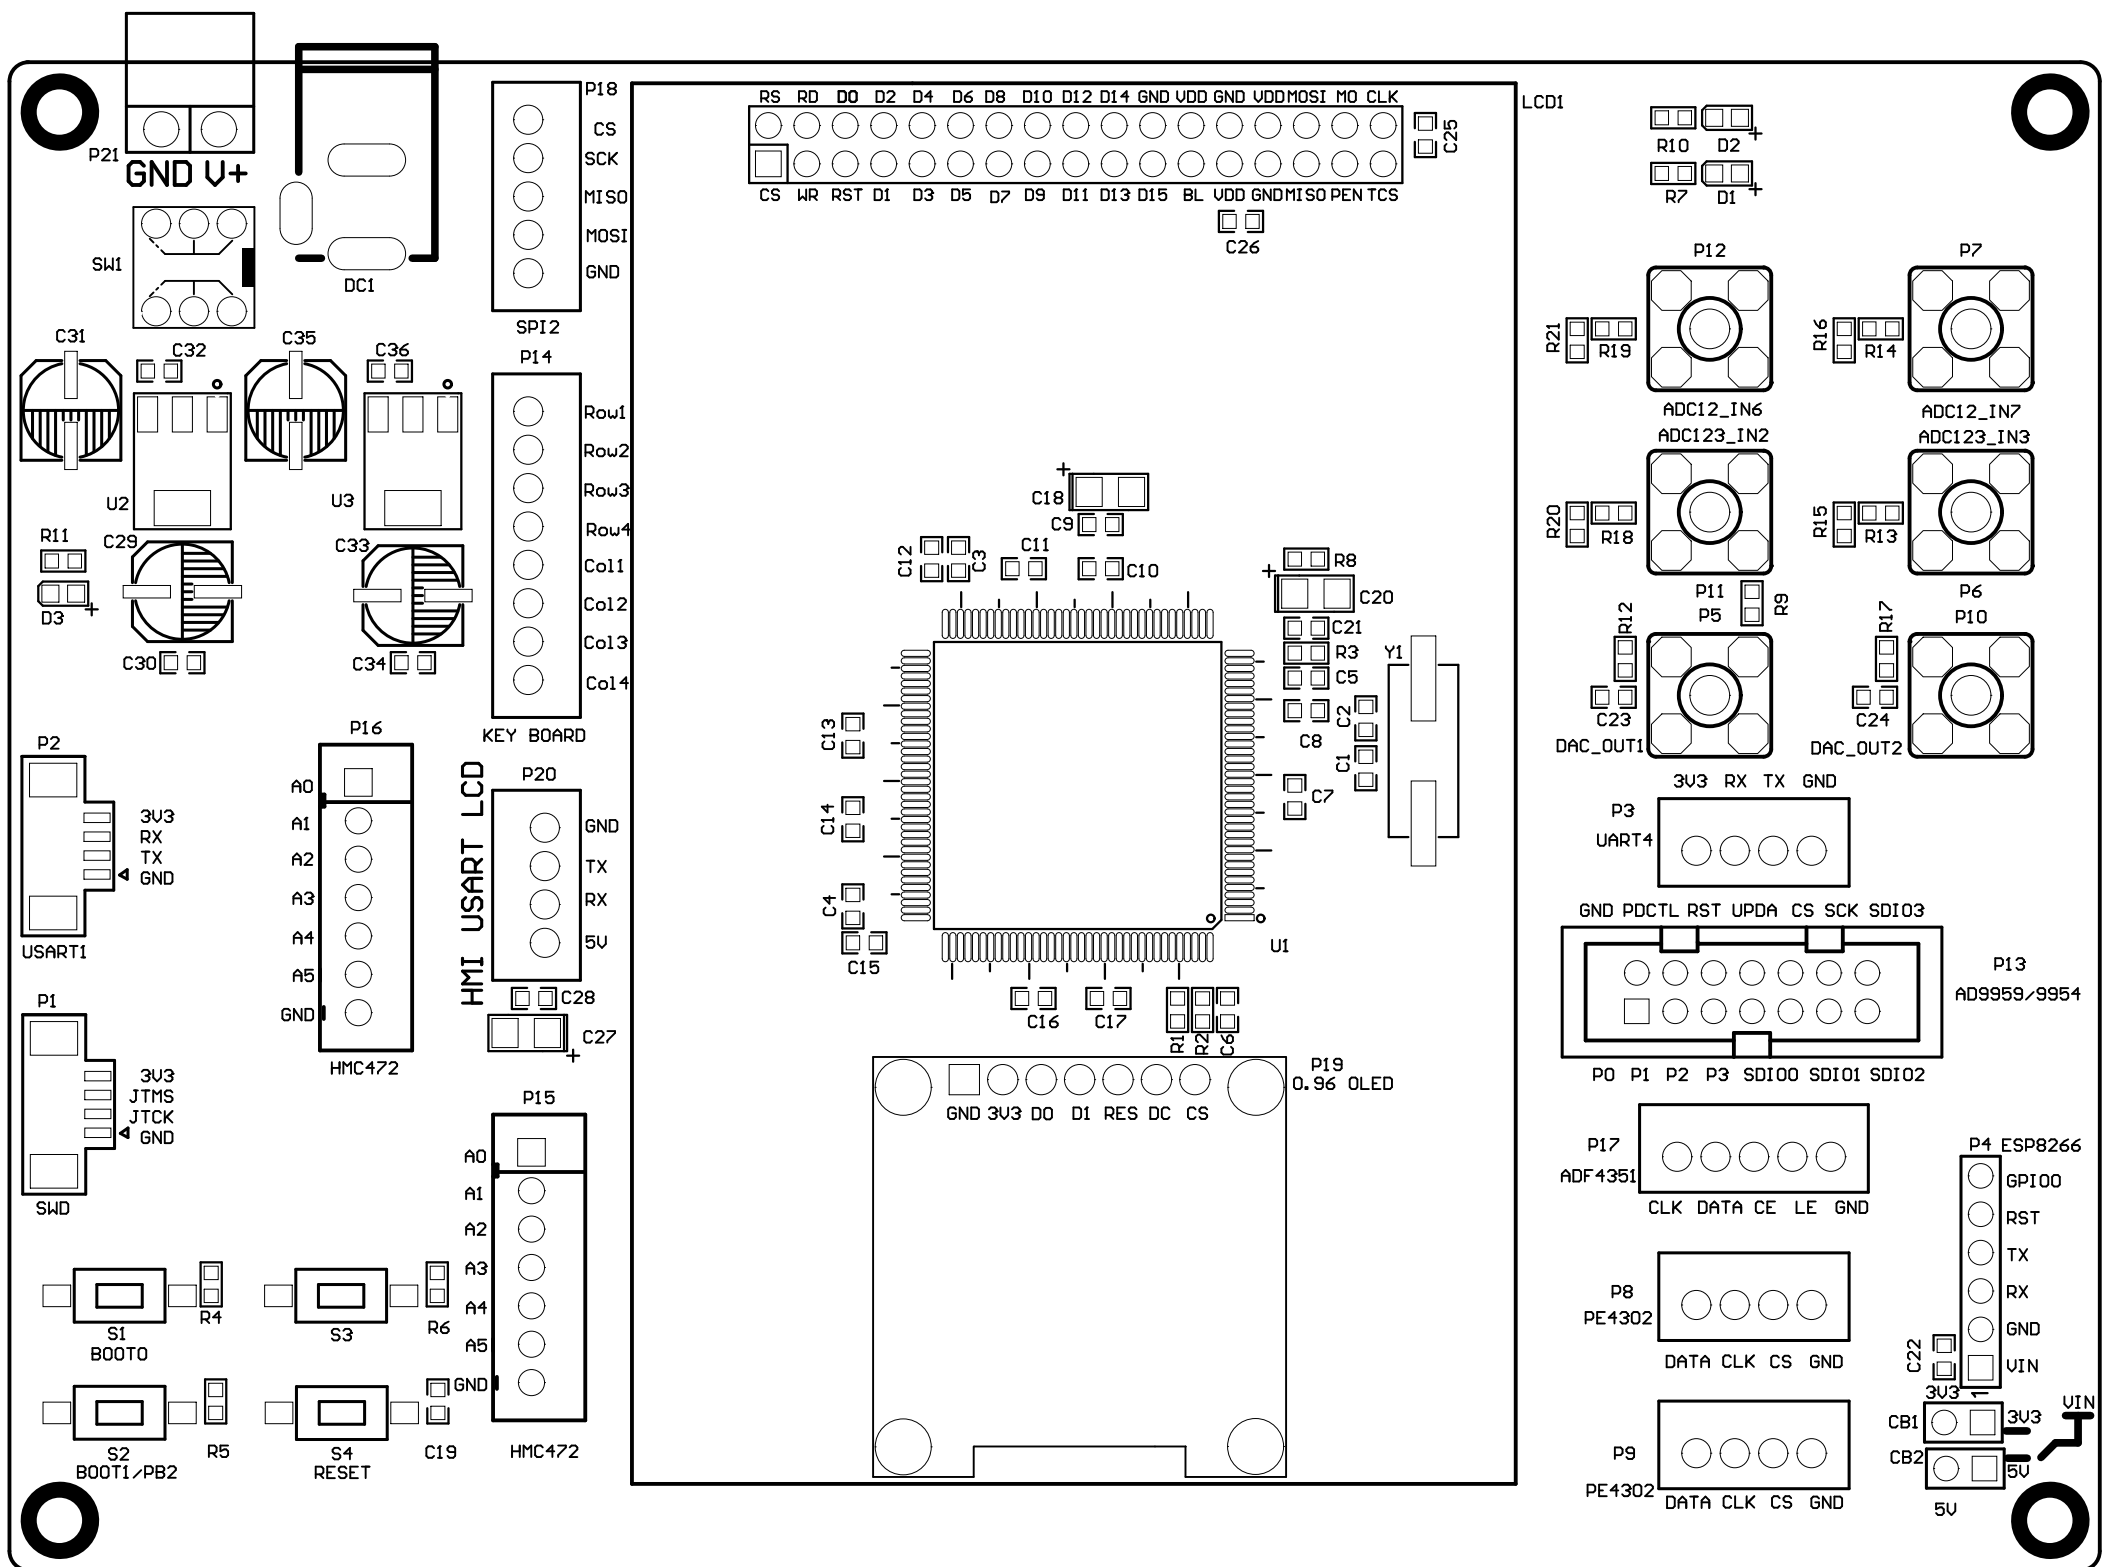 P21
GND V+
SW1
DC1
P18
CS
SCK
MISO
MOSI
GND
SPI2
RS RD D0 D2 D4 D6 D8 D10 D12 D14 GND VDD GND VDD MOSI MO CLK
CS WR RST D1 D3 D5 D7 D9 D11 D13 D15 BL VDD GND MISO PEN TCS
C25
C26
LCD1
R10 D2 +
R7 D1 +
P12 P7
R21 R19 R16 R14
ADC12_IN6 ADC12_IN7
ADC123_IN2 ADC123_IN3
R20 R18 R15 R13
P11 P6
R9
P5 P10
R12 R17
C23 C24
DAC_OUT1 DAC_OUT2
C31 C32 C35 C36
U2 U3
R11
C29 C33
D3 +
C30 C34
P14
Row1
Row2
Row3
Row4
Col1
Col2
Col3
Col4
KEY BOARD
+
C18
C9
C12 C3 C11 C10
R8
+
C20
C21
R3
C5
C8
C2
C1
C7
Y1
C13
C14
C4
C15
U1
C16 C17 R1 R2 C6
P2
3V3
RX
TX
GND
USART1
P16
A0
A1
A2
A3
A4
A5
GND
HMC472
HMI USART LCD
P20
GND
TX
RX
5V
C28
C27
+
P1
3V3
JTMS
JTCK
GND
SWD
P15
A0
A1
A2
A3
A4
A5
GND
HMC472
P19
0.96 OLED
GND 3V3 D0 D1 RES DC CS
S1 R4
BOOT0
S3 R6
S2 R5
BOOT1/PB2
S4 C19
RESET
3V3 RX TX GND
P3
UART4
GND PDCTL RST UPDA CS SCK SDIO3
P13
AD9959/9954
P0 P1 P2 P3 SDIO0 SDIO1 SDIO2
P17
ADF4351
CLK DATA CE LE GND
P4 ESP8266
GPIO0
RST
TX
RX
GND
VIN
C22
1
P8
PE4302
DATA CLK CS GND
P9
PE4302
DATA CLK CS GND
3V3
CB1 3V3
VIN
CB2 5V
5V